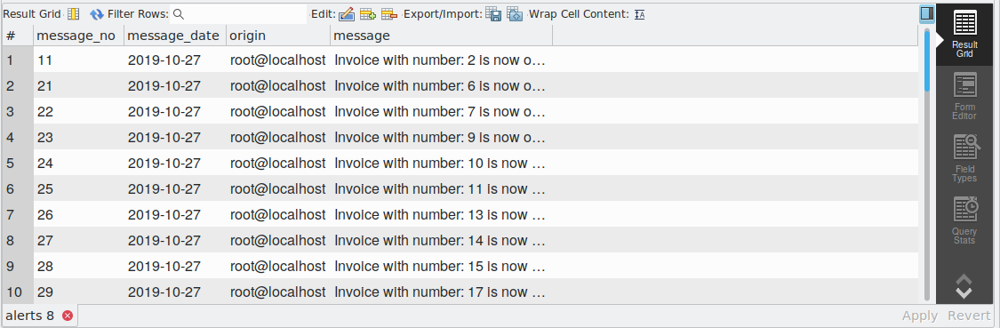 Result Grid Filter Rows: Edit: Export/Import: Wrap Cell Content:
# message_no message_date origin message
1 11 2019-10-27 root@localhost Invoice with number: 2 is now o...
2 21 2019-10-27 root@localhost Invoice with number: 6 is now o...
3 22 2019-10-27 root@localhost Invoice with number: 7 is now o...
4 23 2019-10-27 root@localhost Invoice with number: 9 is now o...
5 24 2019-10-27 root@localhost Invoice with number: 10 is now ...
6 25 2019-10-27 root@localhost Invoice with number: 11 is now ...
7 26 2019-10-27 root@localhost Invoice with number: 13 is now ...
8 27 2019-10-27 root@localhost Invoice with number: 14 is now ...
9 28 2019-10-27 root@localhost Invoice with number: 15 is now ...
10 29 2019-10-27 root@localhost Invoice with number: 17 is now ...
Result
Grid
Form
Editor
Field
Types
Query
Stats
alerts 8 Apply Revert